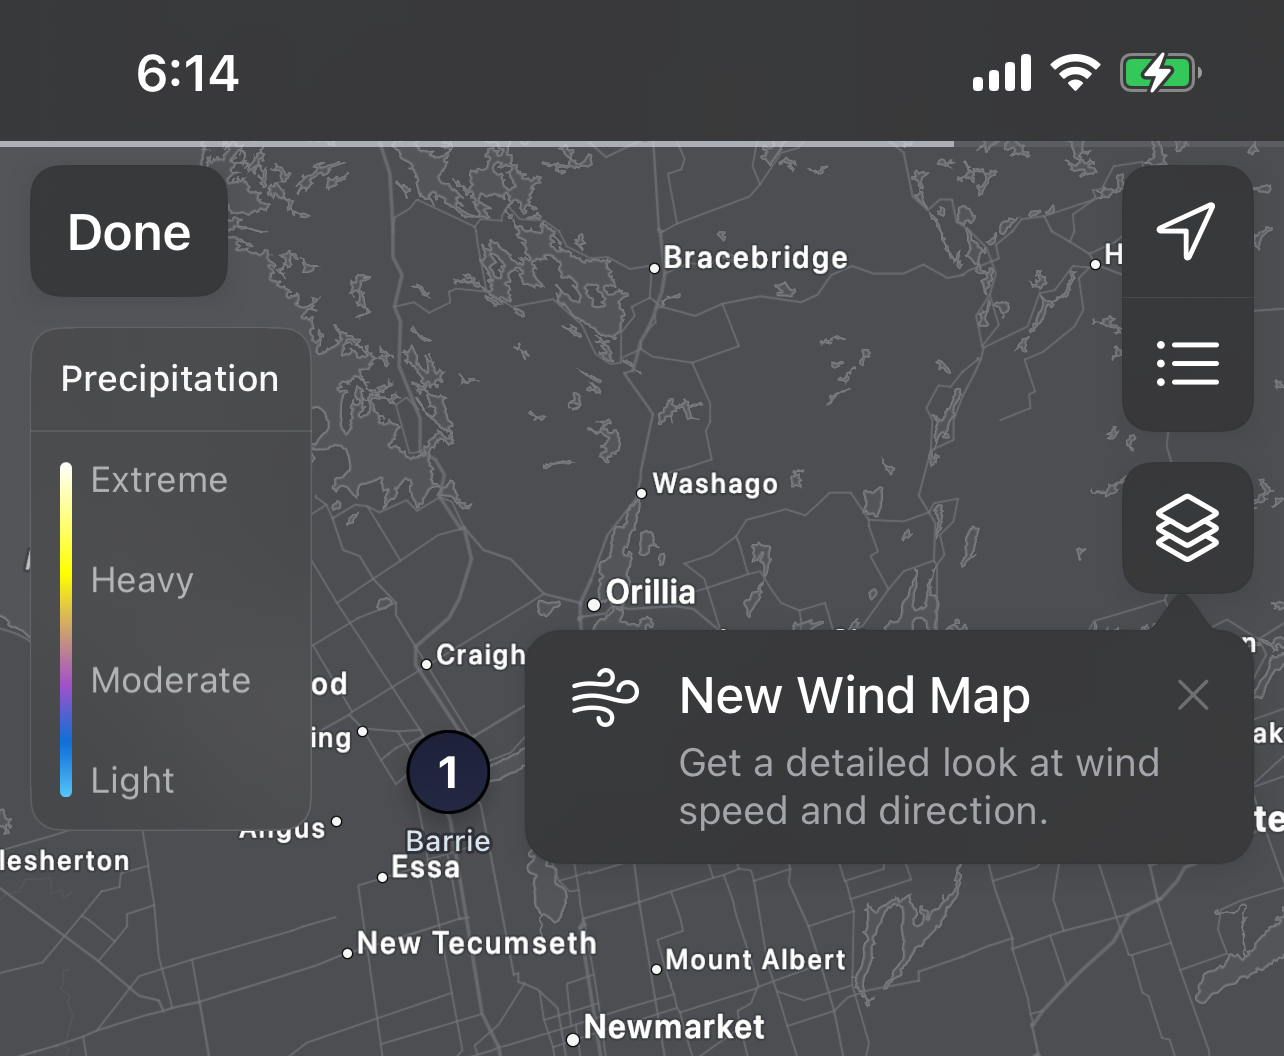 6:14
Done
Bracebridge
H
Precipitation
Extreme
Washago
Heavy
Orillia
Craigh
Moderate
od
New Wind Map
ing
1
Get a detailed look at wind
ak
Light
speed and direction.
te
Angus
Barrie
lesherton
Essa
New Tecumseth
Mount Albert
Newmarket